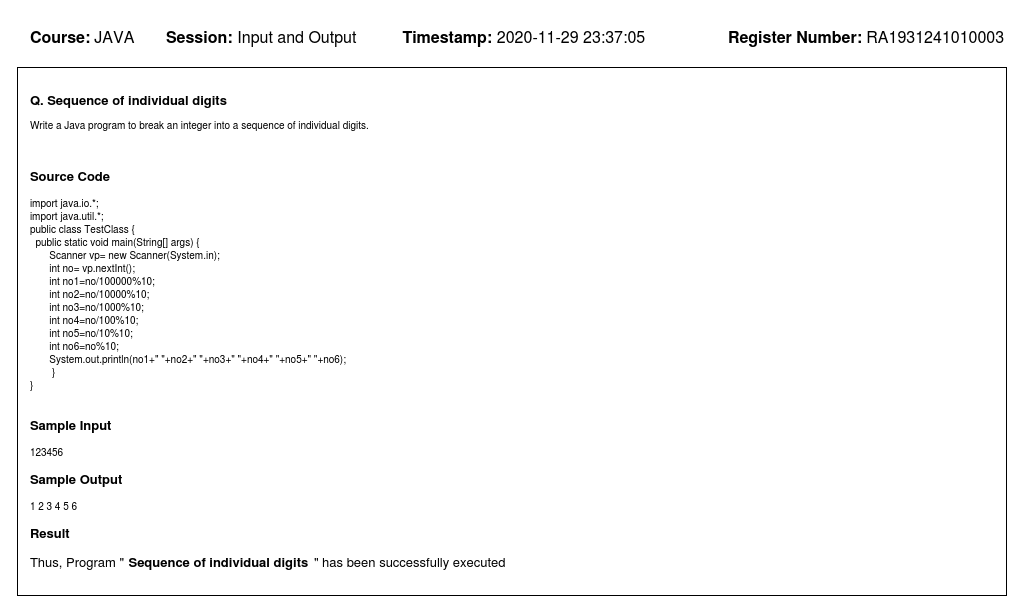 Course: JAVA Session: Input and Output Timestamp: 2020-11-29 23:37:05 Register Number: RA1931241010003
Q. Sequence of individual digits
Write a Java program to break an integer into a sequence of individual digits.
Source Code
import java.io.*;
import java.util.*;
public class TestClass {
  public static void main(String[] args) {
       Scanner vp= new Scanner(System.in);
       int no= vp.nextInt();
       int no1=no/100000%10;
       int no2=no/10000%10;
       int no3=no/1000%10;
       int no4=no/100%10;
       int no5=no/10%10;
       int no6=no%10;
       System.out.println(no1+" "+no2+" "+no3+" "+no4+" "+no5+" "+no6);
        }
}
Sample Input
123456
Sample Output
1 2 3 4 5 6
Result
Thus, Program " Sequence of individual digits " has been successfully executed